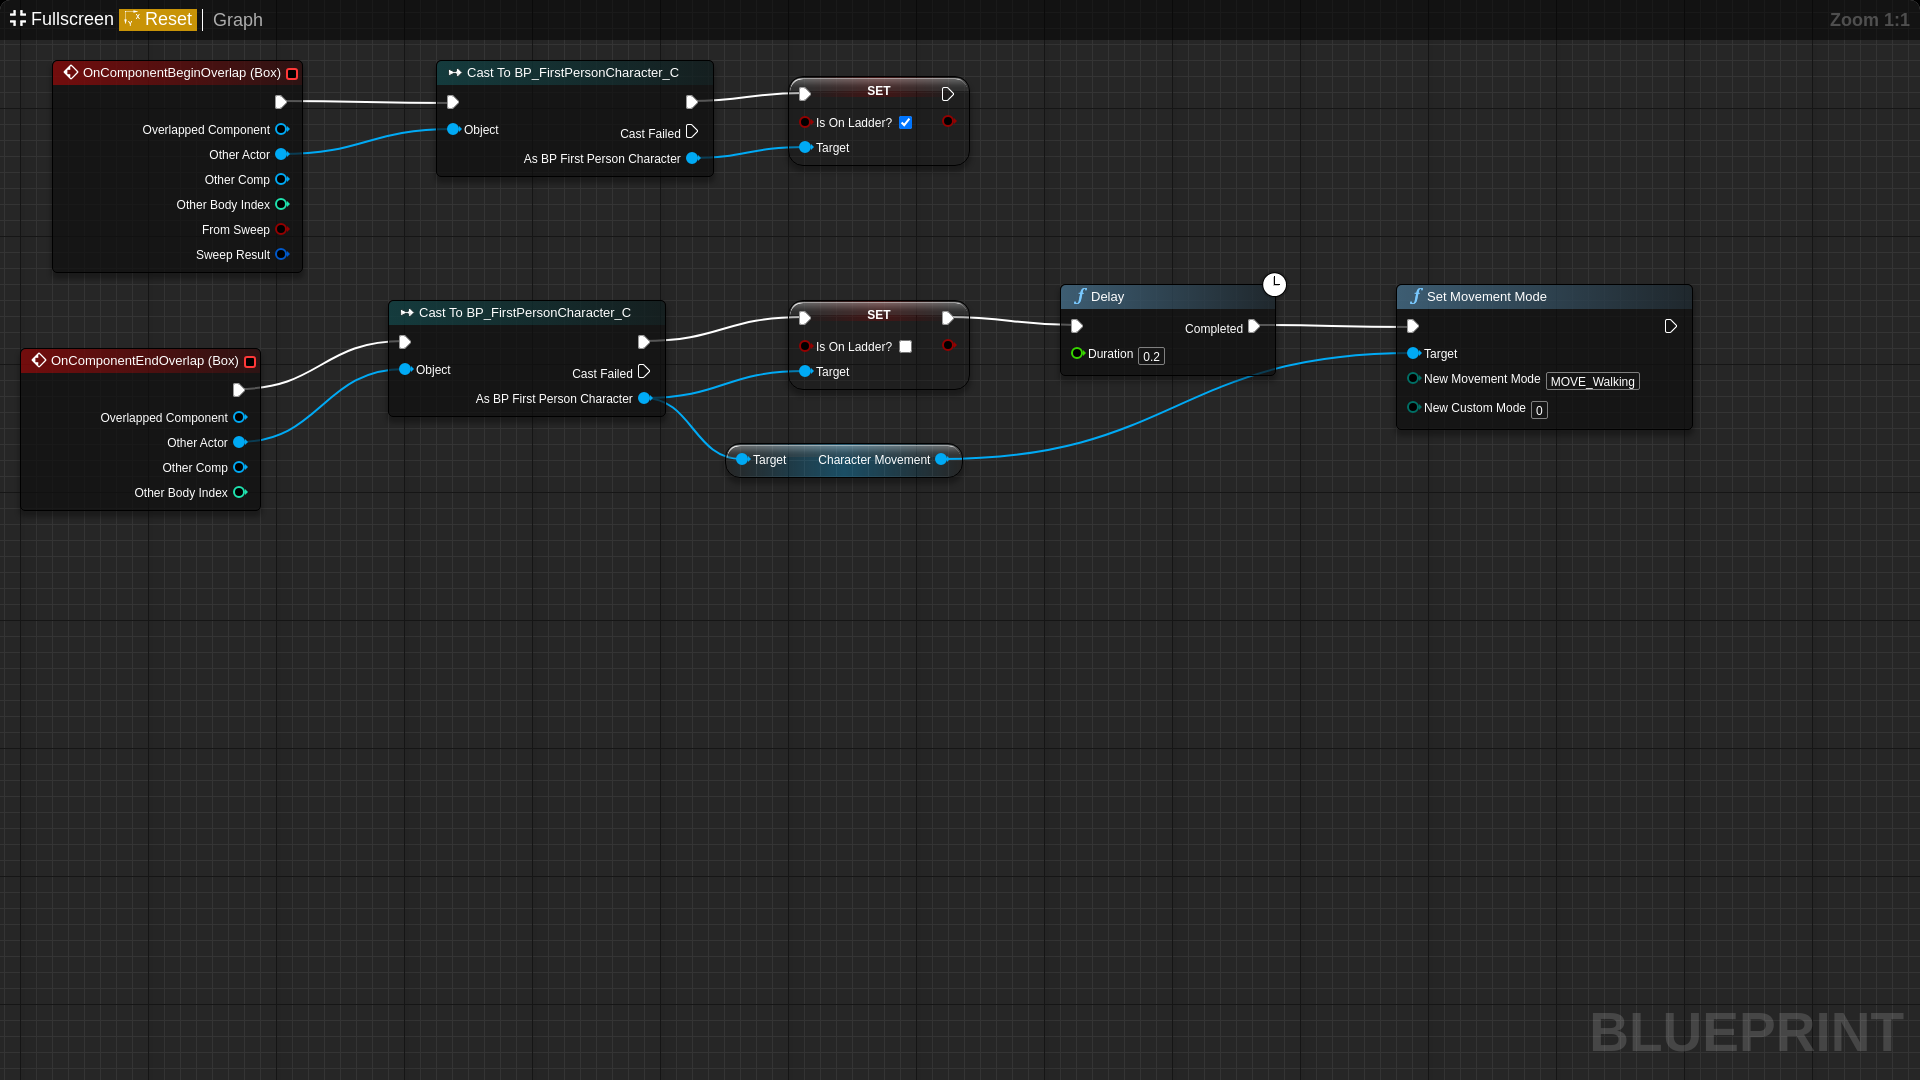 Fullscreen Reset Graph Zoom 1:1
OnComponentBeginOverlap (Box)
Overlapped Component
Other Actor
Other Comp
Other Body Index
From Sweep
Sweep Result
Cast To BP_FirstPersonCharacter_C
Object
Cast Failed
As BP First Person Character
SET
Is On Ladder?
Target
OnComponentEndOverlap (Box)
Overlapped Component
Other Actor
Other Comp
Other Body Index
Cast To BP_FirstPersonCharacter_C
Object
Cast Failed
As BP First Person Character
SET
Is On Ladder?
Target
Target Character Movement
Delay
Completed
Duration 0.2
Set Movement Mode
Target
New Movement Mode MOVE_Walking
New Custom Mode 0
BLUEPRINT